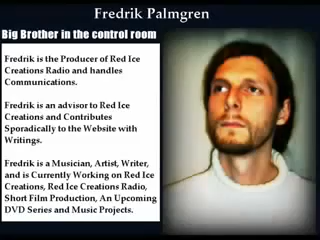 Fredrik Palmgren
Big Brother in the control room
Fredrik is the Producer of Red Ice
Creations Radio and handles
Communications.
Fredrik is an advisor to Red Ice
Creations and Contributes
Sporadically to the Website with
Writings.
Fredrik is a Musician, Artist, Writer,
and is Currently Working on Red Ice
Creations, Red Ice Creations Radio,
Short Film Production, An Upcoming
DVD Series and Music Projects.